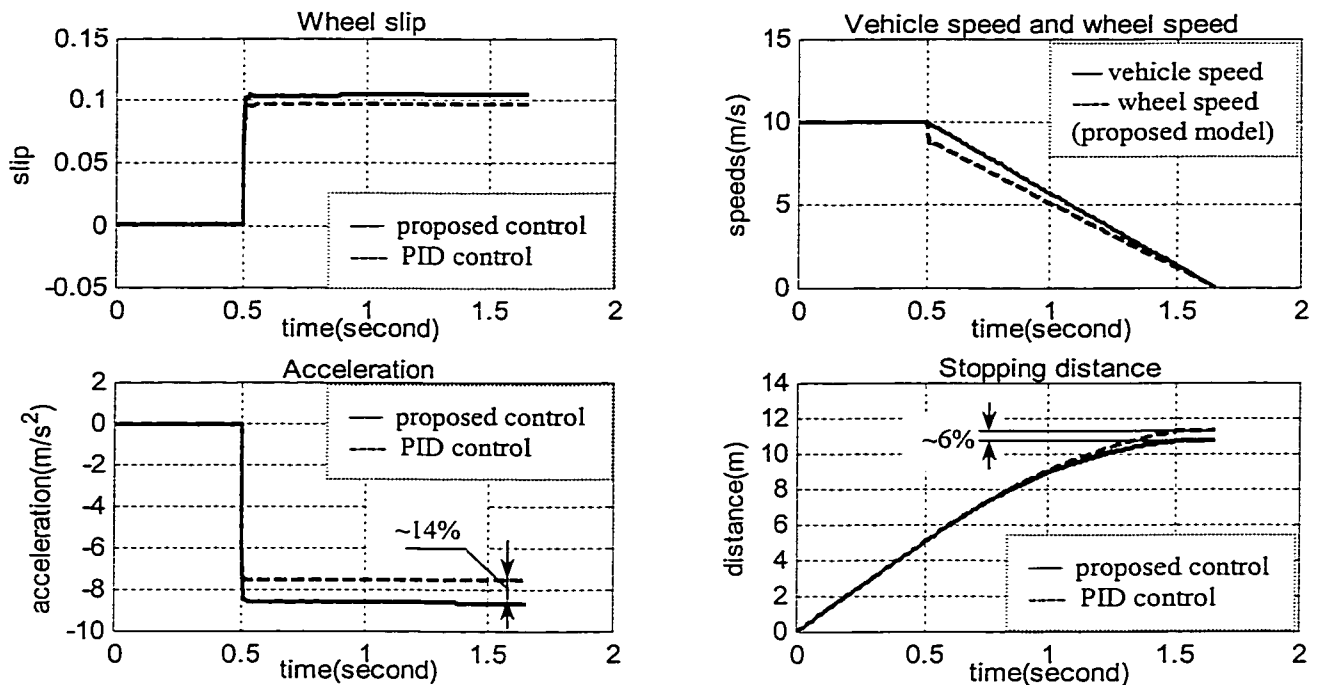 Wheel slip
0.15
0.1
0.05
0
-0.05
slip
proposed control
PID control
0 0.5 1 1.5 2
time(second)
Vehicle speed and wheel speed
15
10
5
0
speeds(m/s)
vehicle speed
wheel speed
(proposed model)
0 0.5 1 1.5 2
time(second)
Acceleration
2
0
-2
-4
-6
-8
-10
acceleration(m/s²)
proposed control
PID control
~14%
0 0.5 1 1.5 2
time(second)
Stopping distance
14
12
10
8
6
4
2
0
distance(m)
~6%
proposed control
PID control
0 0.5 1 1.5 2
time(second)